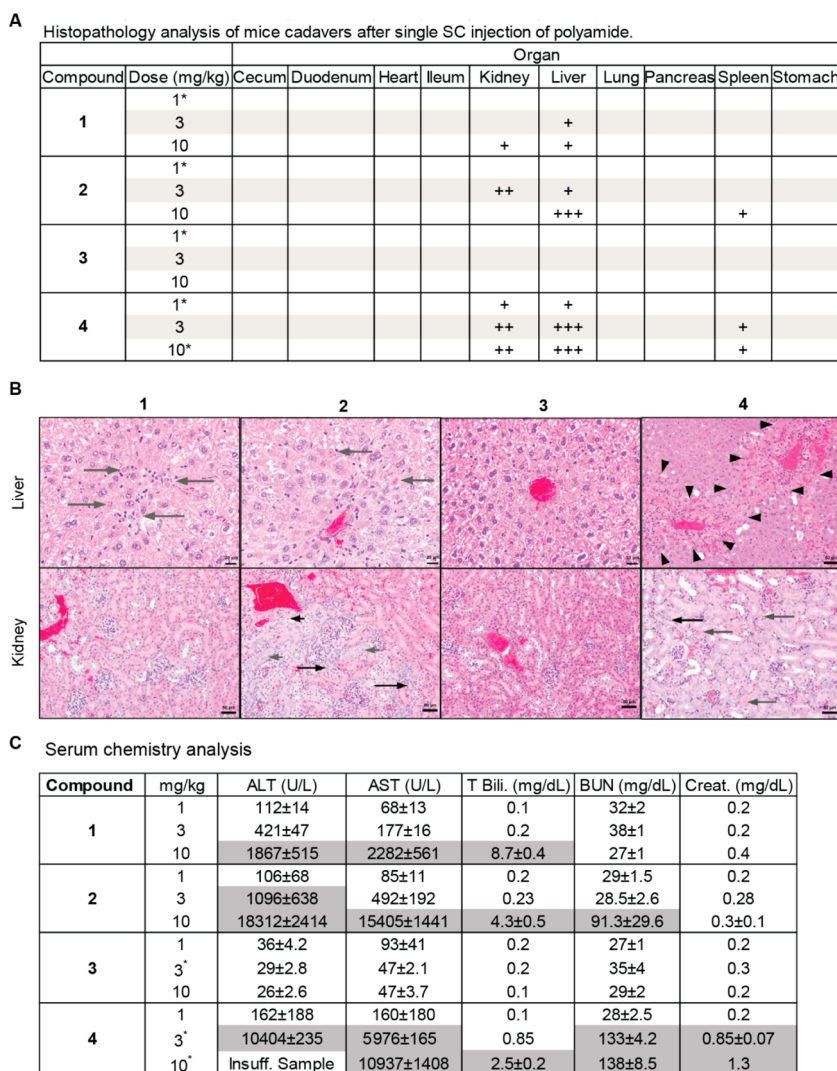 A
Histopathology analysis of mice cadavers after single SC injection of polyamide.
Organ
Compound Dose (mg/kg) Cecum Duodenum Heart Ileum Kidney Liver Lung Pancreas Spleen Stomach
1*
1 3 +
10 + +
1*
2 3 ++ +
10 +++ +
1*
3 3
10
1* + +
4 3 ++ +++ +
10* ++ +++ +
B
1 2 3 4
Liver
Kidney
C Serum chemistry analysis
Compound mg/kg ALT (U/L) AST (U/L) T Bili. (mg/dL) BUN (mg/dL) Creat. (mg/dL)
1 112±14 68±13 0.1 32±2 0.2
1 3 421±47 177±16 0.2 38±1 0.2
10 1867±515 2282±561 8.7±0.4 27±1 0.4
1 106±68 85±11 0.2 29±1.5 0.2
2 3 1096±638 492±192 0.23 28.5±2.6 0.28
10 18312±2414 15405±1441 4.3±0.5 91.3±29.6 0.3±0.1
1 36±4.2 93±41 0.2 27±1 0.2
3 3* 29±2.8 47±2.1 0.2 35±4 0.3
10 26±2.6 47±3.7 0.1 29±2 0.2
1 162±188 160±180 0.2 28±2.5 0.2
4 3* 10404±235 5976±165 0.85 133±4.2 0.85±0.07
10* Insuff. Sample 10937±1408 2.5±0.2 138±8.5 1.3